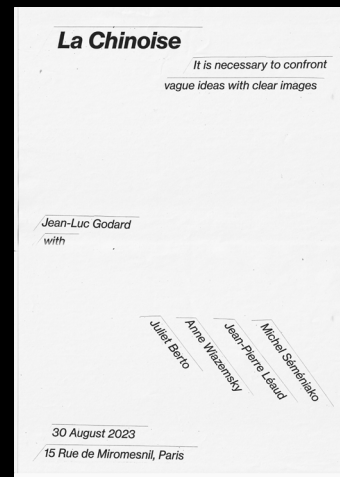 La Chinoise
It is necessary to confront
vague ideas with clear images
Jean-Luc Godard
with
Juliet Berto
Anne Wiazemsky
Jean-Pierre Léaud
Michel Séméniako
30 August 2023
15 Rue de Miromesnil, Paris